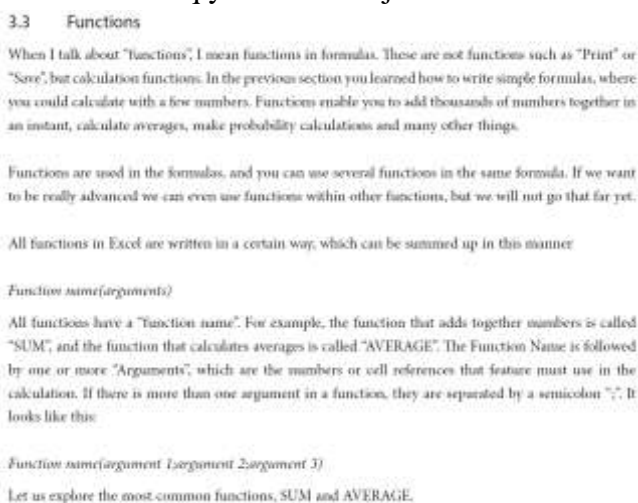 py
3.3 Functions
When I talk about "functions", I mean functions in formulas. These are not functions such as "Print" or
"Save", but calculation functions. In the previous section you learned how to write simple formulas, where
you could calculate with a few numbers. Functions enable you to add thousands of numbers together in
an instant, calculate averages, make probability calculations and many other things.
Functions are used in the formulas, and you can use several functions in the same formula. If we want
to be really advanced we can even use functions within other functions, but we will not go that far yet.
All functions in Excel are written in a certain way, which can be summed up in this manner
Function name(arguments)
All functions have a "function name". For example, the function that adds together numbers is called
"SUM", and the function that calculates averages is called "AVERAGE". The Function Name is followed
by one or more "Arguments", which are the numbers or cell references that feature must use in the
calculation. If there is more than one argument in a function, they are separated by a semicolon ";". It
looks like this:
Function name(argument 1;argument 2;argument 3)
Let us explore the most common functions, SUM and AVERAGE.